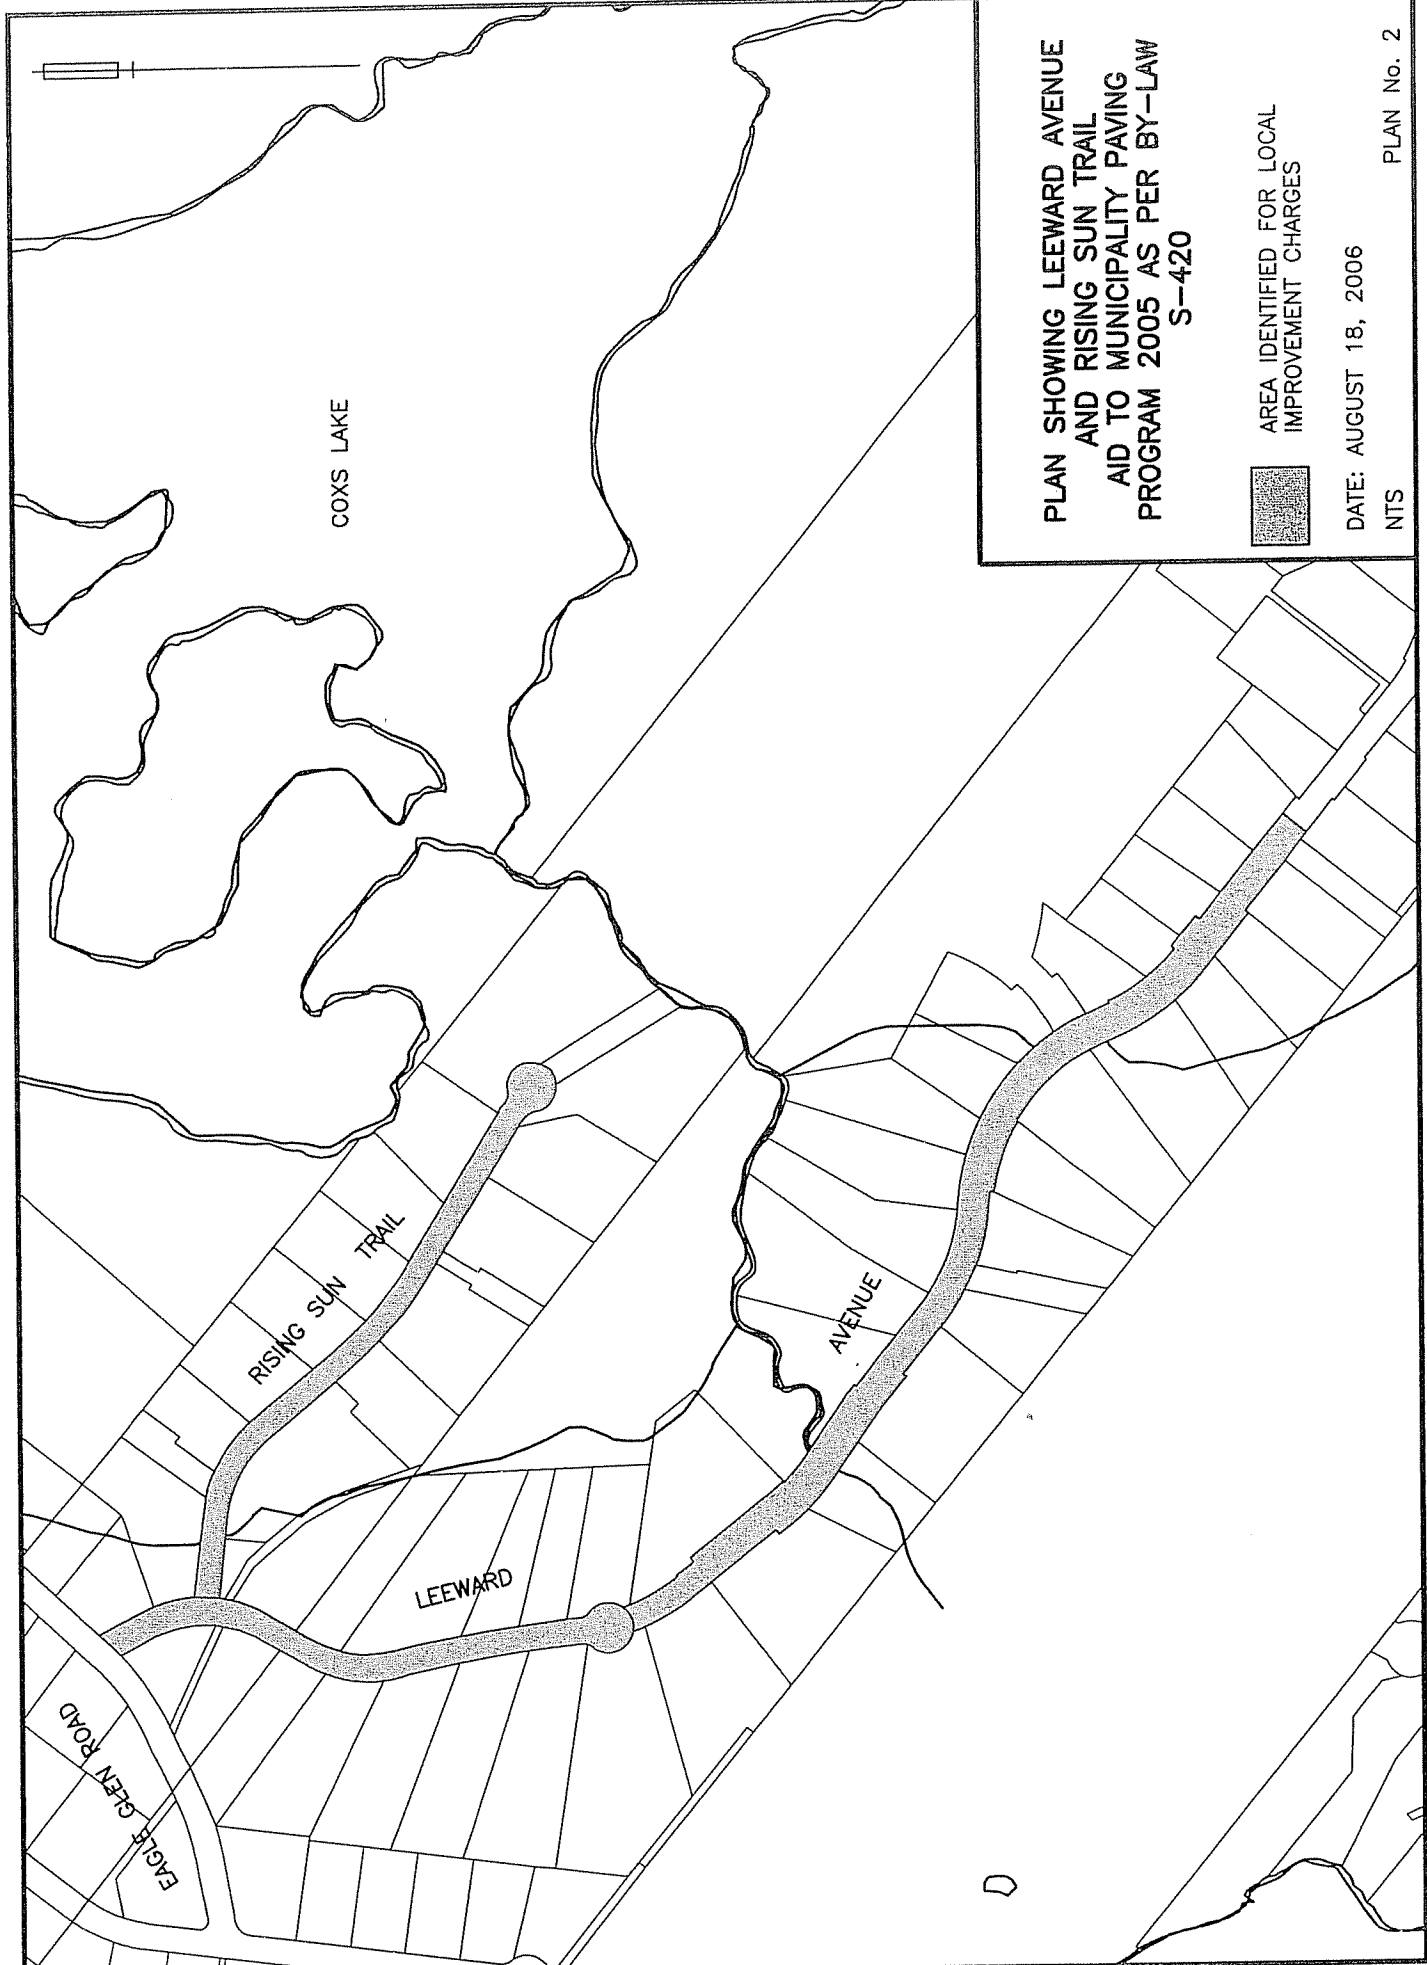 COXS LAKE
RISING SUN TRAIL
LEEWARD AVENUE
EAGLE GLEN ROAD
PLAN SHOWING LEEWARD AVENUE
AND RISING SUN TRAIL
AID TO MUNICIPALITY PAVING
PROGRAM 2005 AS PER BY-LAW
S-420
AREA IDENTIFIED FOR LOCAL
IMPROVEMENT CHARGES
DATE: AUGUST 18, 2006
NTS PLAN No. 2